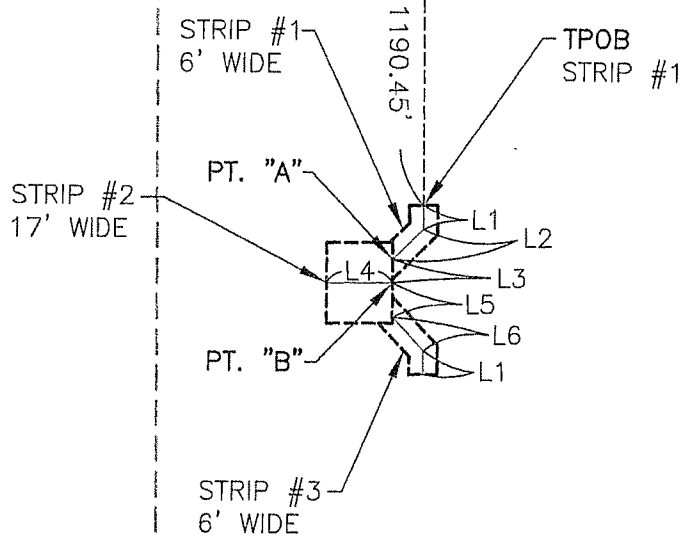 STRIP #1
6' WIDE
1190.45'
TPOB
STRIP #1
PT. "A"
STRIP #2
17' WIDE
L1
L2
L4
L3
L5
L6
PT. "B"
L1
STRIP #3
6' WIDE